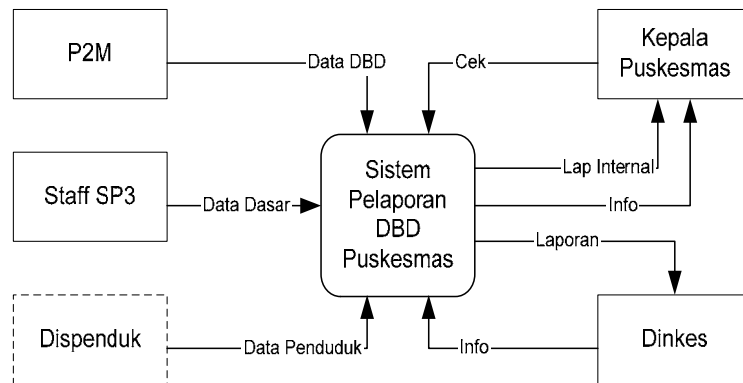 P2M
Data DBD
Cek
Kepala
Puskesmas
Staff SP3
Data Dasar
Sistem
Pelaporan
DBD
Puskesmas
Lap Internal
Info
Laporan
Dispenduk
Data Penduduk
Info
Dinkes